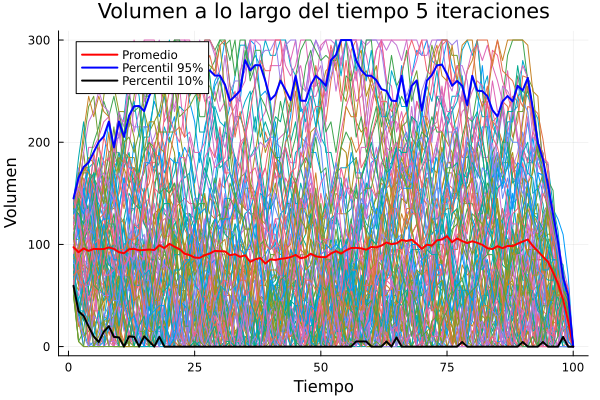 Volumen a lo largo del tiempo 5 iteraciones
300
200
100
0
Volumen
Promedio
Percentil 95%
Percentil 10%
0 25 50 75 100
Tiempo